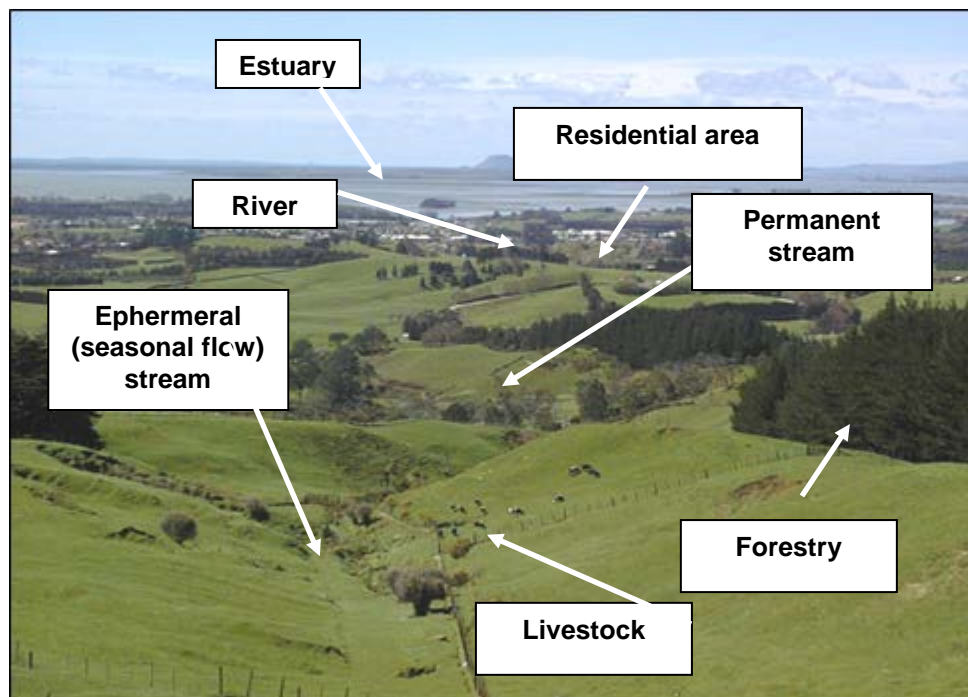 Estuary
Residential area
River
Permanent
stream
Ephermeral
(seasonal flow)
stream
Forestry
Livestock